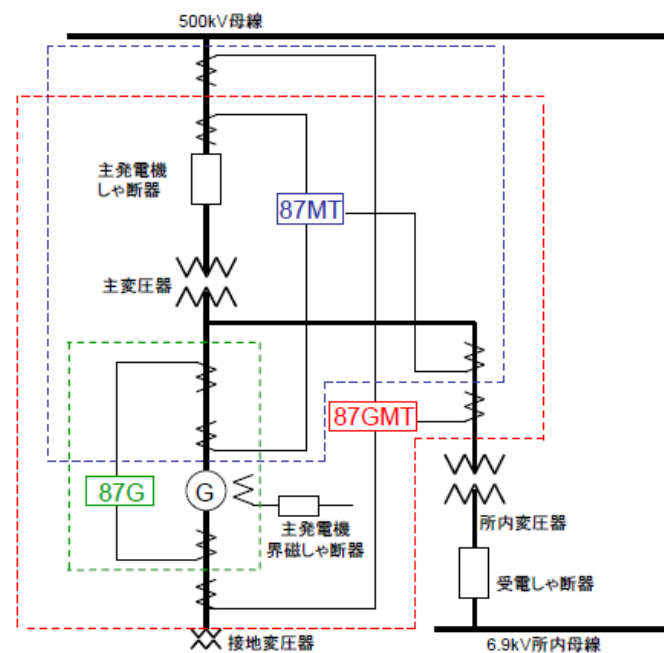 500kV母線
主発電機
しゃ断器
87MT
主変圧器
87GMT
87G
G
主発電機
界磁しゃ断器
所内変圧器
受電しゃ断器
接地変圧器
6.9kV所内母線